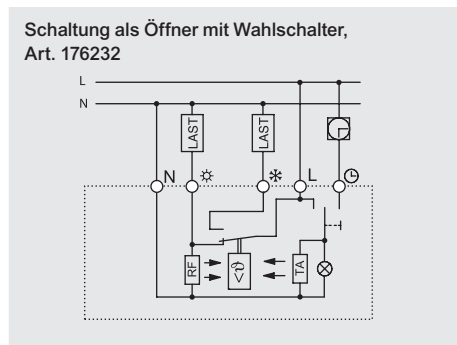 Schaltung als Öffner mit Wahlschalter,
Art. 176232
L
N
LAST
LAST
N
L
RF
<ϑ
TA